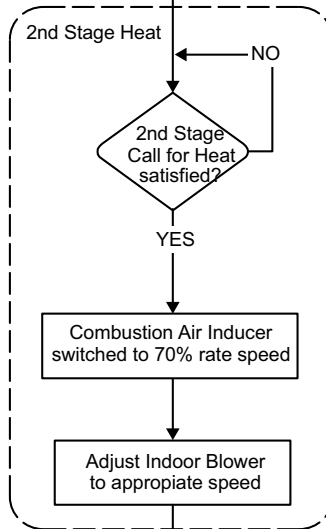 2nd Stage Heat
NO
2nd Stage
Call for Heat
satisfied?
YES
Combustion Air Inducer
switched to 70% rate speed
Adjust Indoor Blower
to appropiate speed